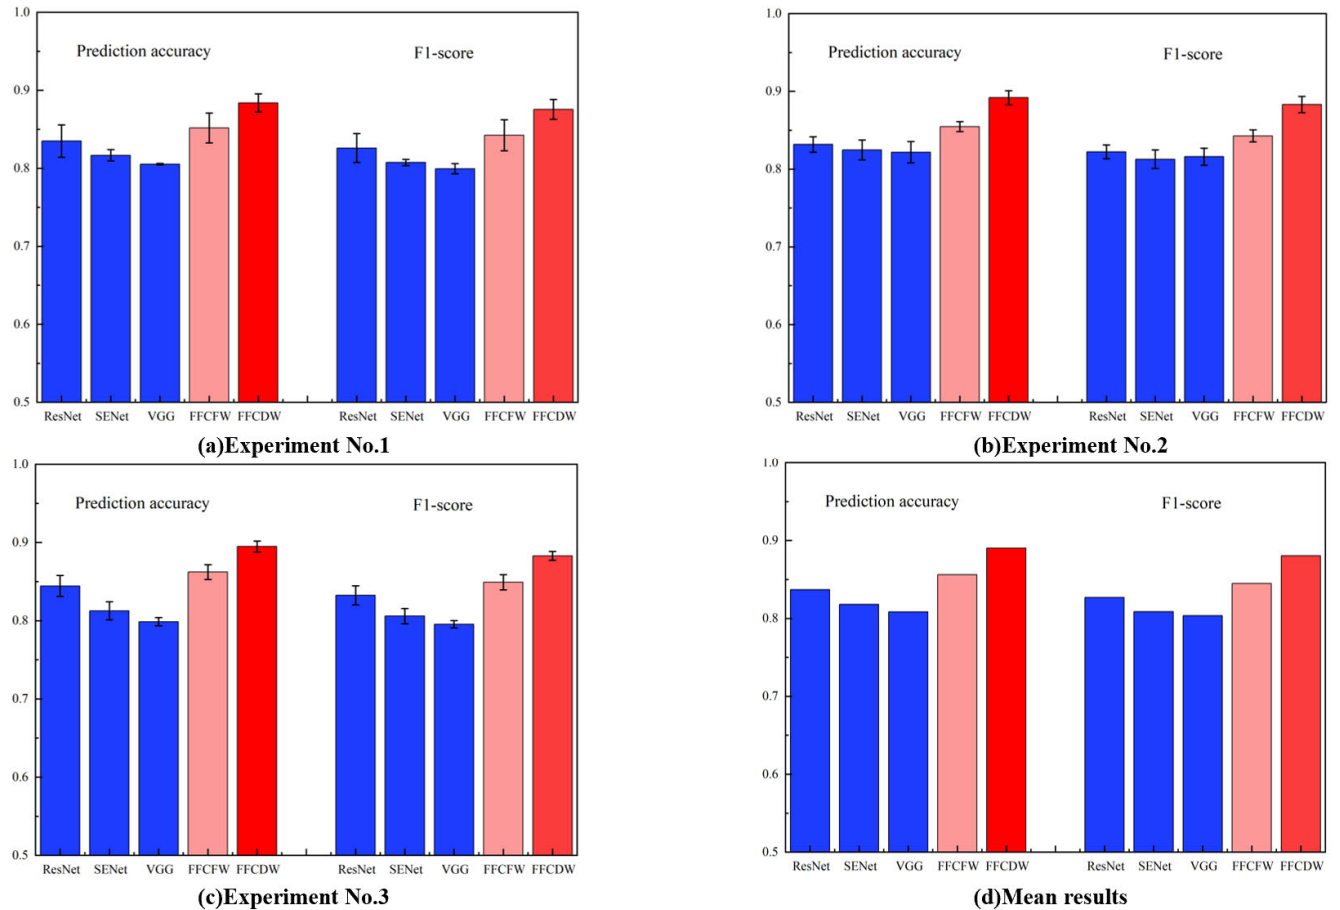 1.0
0.9
0.8
0.7
0.6
0.5
Prediction accuracy
F1-score
ResNet SENet VGG FFCFW FFCDW ResNet SENet VGG FFCFW FFCDW
(a)Experiment No.1
1.0
0.9
0.8
0.7
0.6
0.5
Prediction accuracy
F1-score
ResNet SENet VGG FFCFW FFCDW ResNet SENet VGG FFCFW FFCDW
(b)Experiment No.2
1.0
0.9
0.8
0.7
0.6
0.5
Prediction accuracy
F1-score
ResNet SENet VGG FFCFW FFCDW ResNet SENet VGG FFCFW FFCDW
(c)Experiment No.3
1.0
0.9
0.8
0.7
0.6
0.5
Prediction accuracy
F1-score
ResNet SENet VGG FFCFW FFCDW ResNet SENet VGG FFCFW FFCDW
(d)Mean results